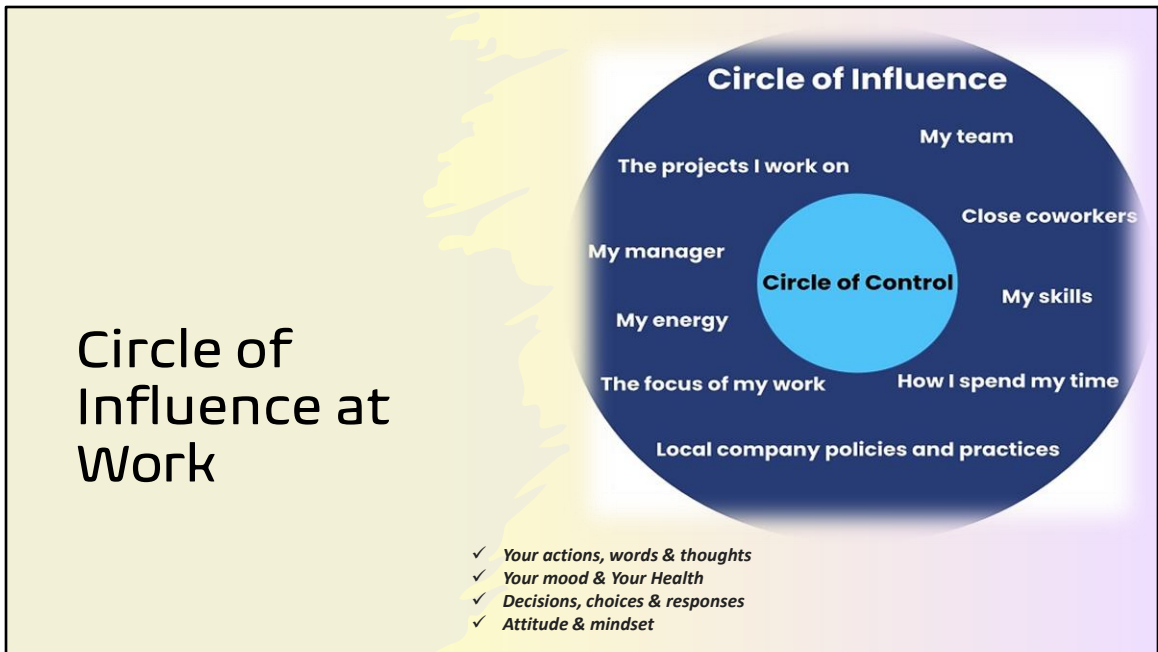 Circle of
Influence at
Work
Circle of Influence
My team
The projects I work on
Close coworkers
My manager
Circle of Control
My skills
My energy
The focus of my work
How I spend my time
Local company policies and practices
✓ Your actions, words & thoughts
✓ Your mood & Your Health
✓ Decisions, choices & responses
✓ Attitude & mindset